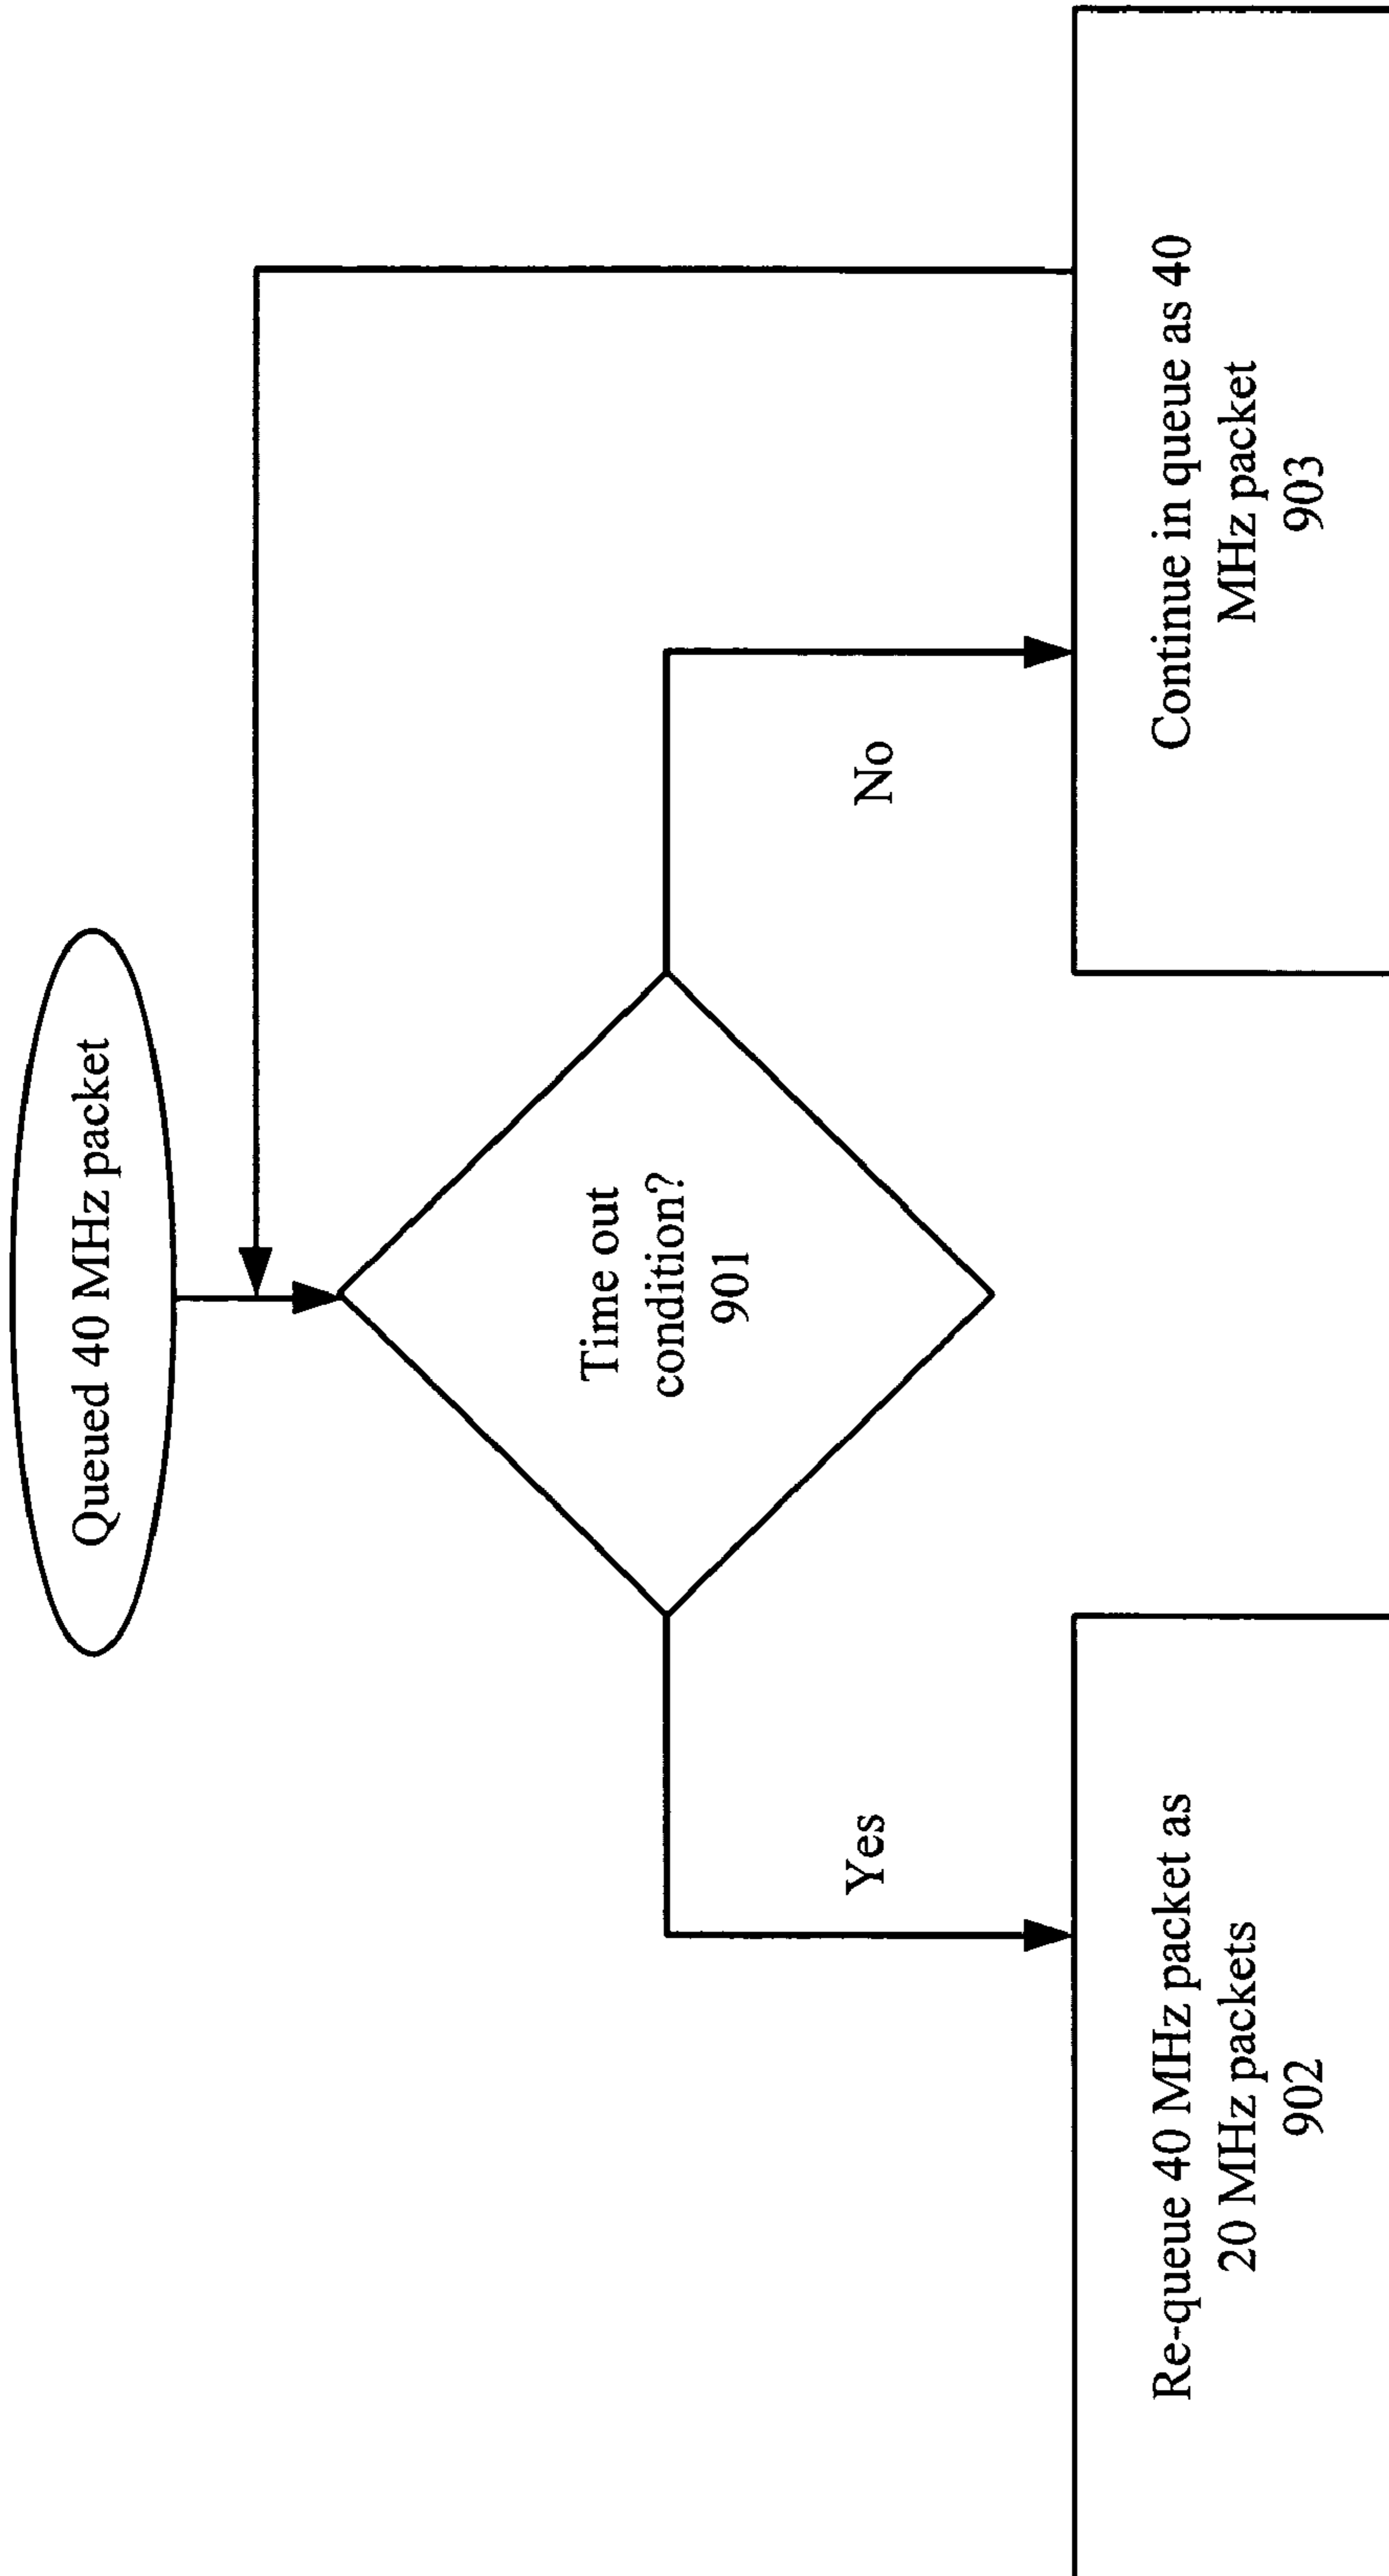 Queued 40 MHz packet
Time out
condition?
901
Yes
No
Re-queue 40 MHz packet as
20 MHz packets
902
Continue in queue as 40
MHz packet
903